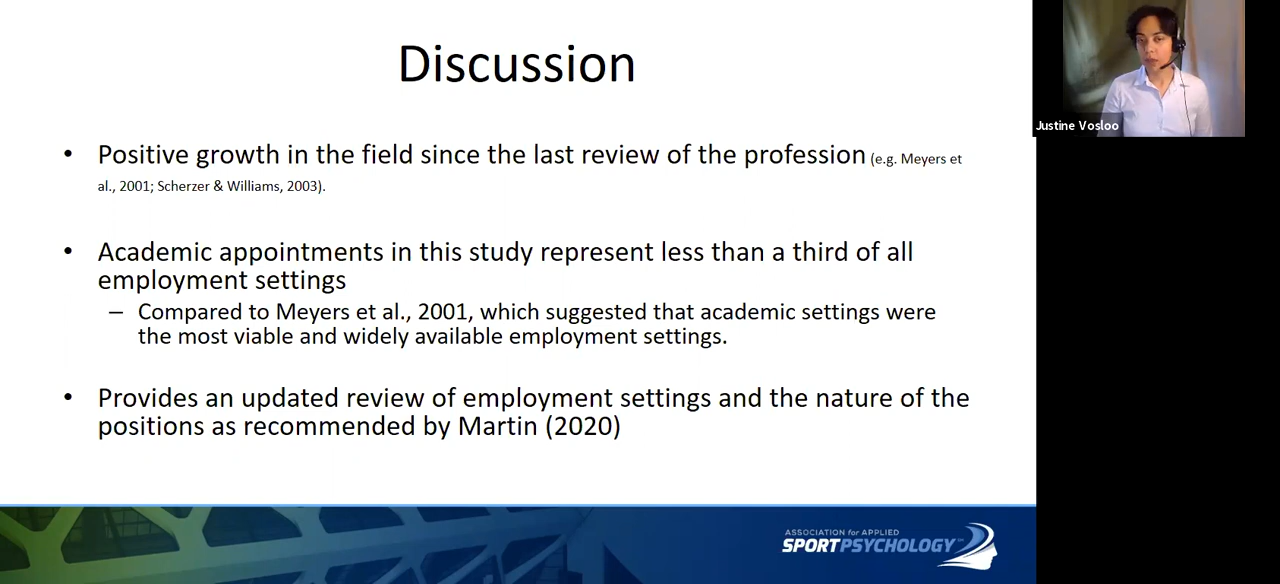 Discussion
• Positive growth in the field since the last review of the profession (e.g. Meyers et
al., 2001; Scherzer & Williams, 2003).
• Academic appointments in this study represent less than a third of all
employment settings
– Compared to Meyers et al., 2001, which suggested that academic settings were
the most viable and widely available employment settings.
• Provides an updated review of employment settings and the nature of the
positions as recommended by Martin (2020)
ASSOCIATION for APPLIED
SPORTPSYCHOLOGY
Justine Vosloo